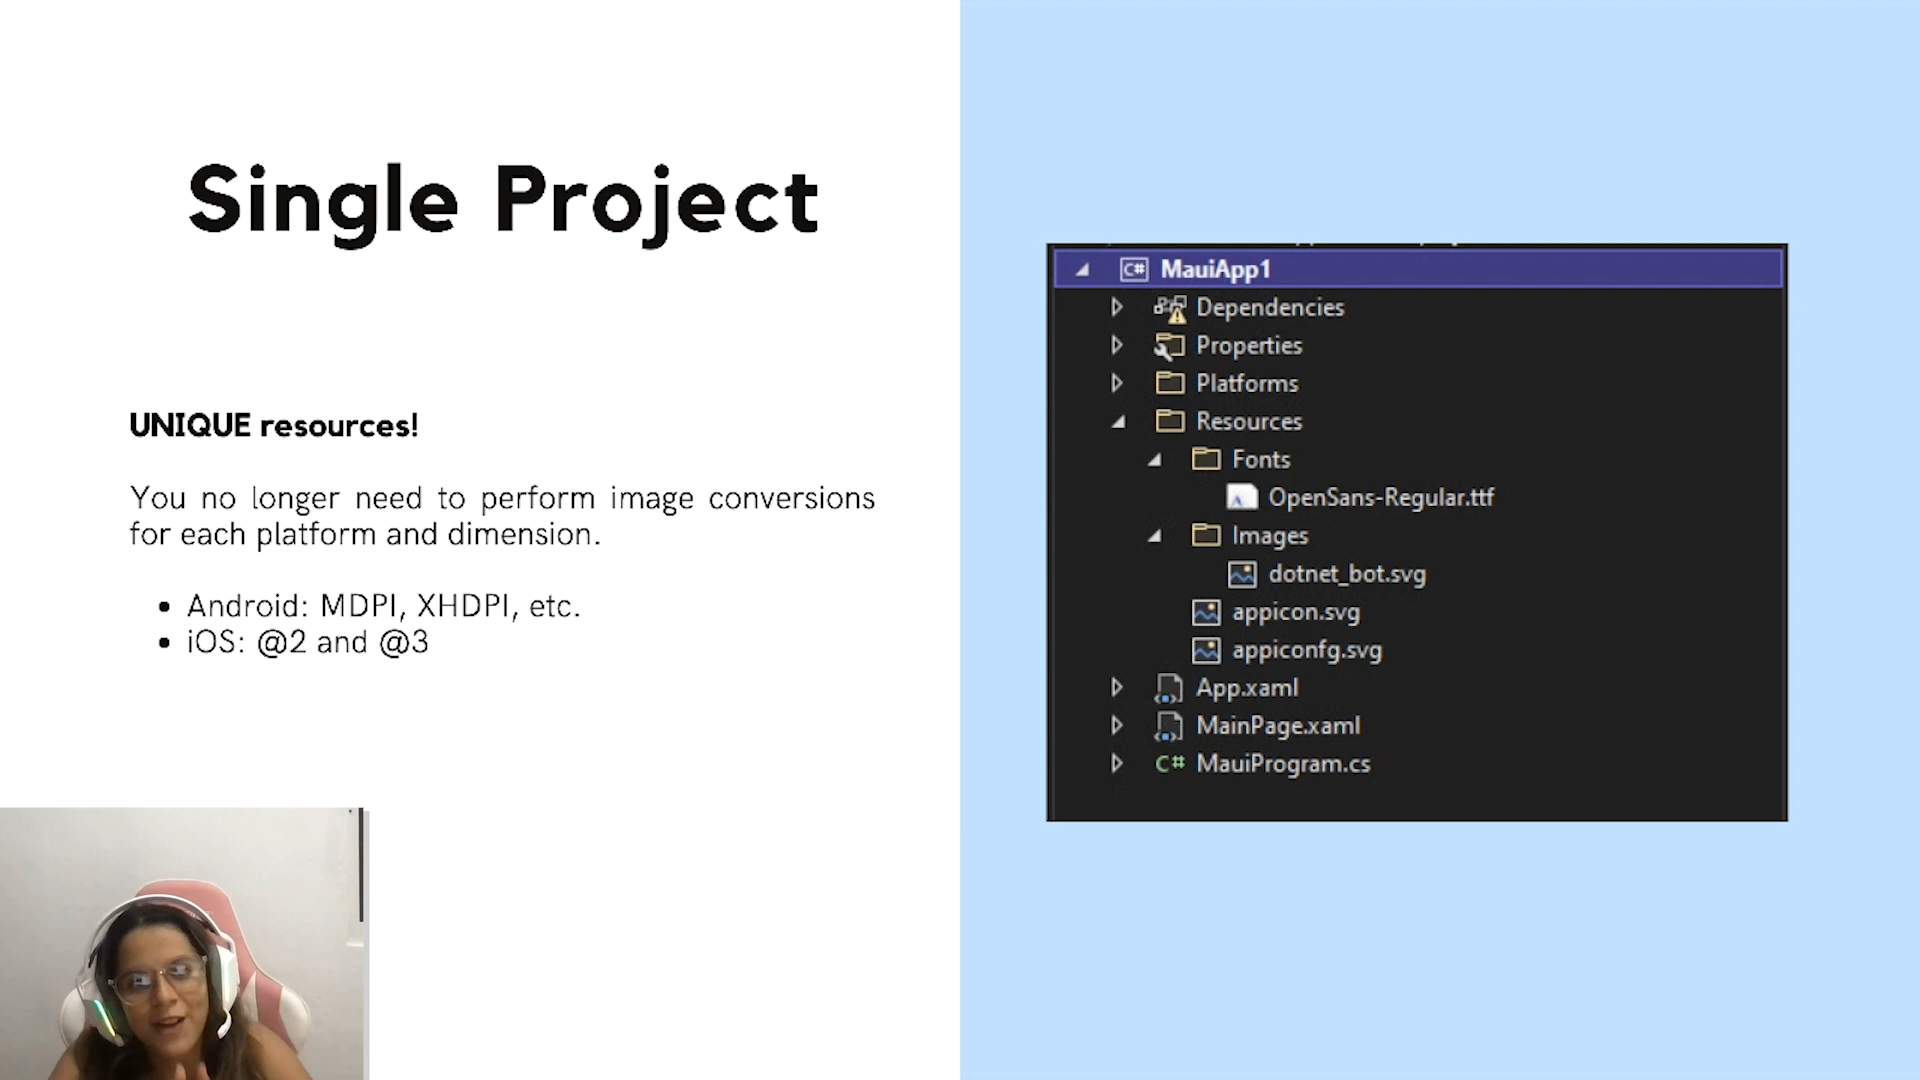 Single Project
UNIQUE resources!
You no longer need to perform image conversions
for each platform and dimension.
• Android: MDPI, XHDPI, etc.
• iOS: @2 and @3
C# MauiApp1
Dependencies
Properties
Platforms
Resources
Fonts
OpenSans-Regular.ttf
Images
dotnet_bot.svg
appicon.svg
appiconfg.svg
App.xaml
MainPage.xaml
C# MauiProgram.cs